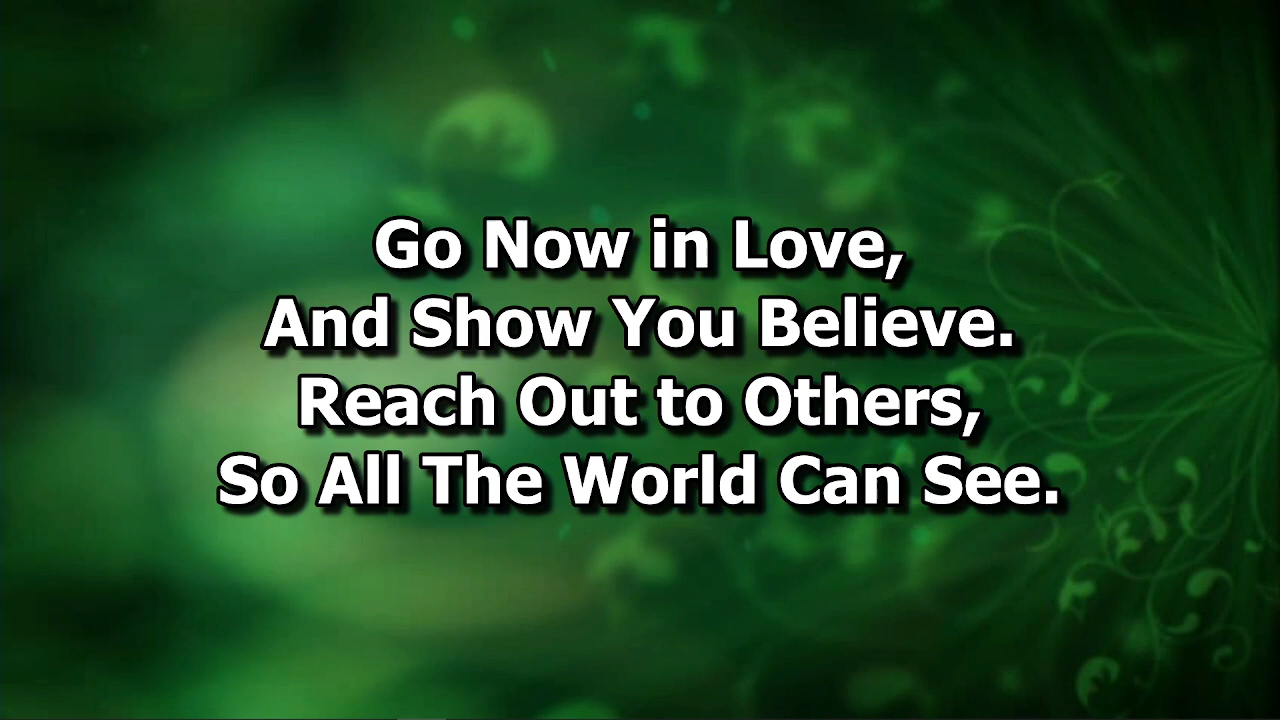 Go Now in Love,
And Show You Believe.
Reach Out to Others,
So All The World Can See.